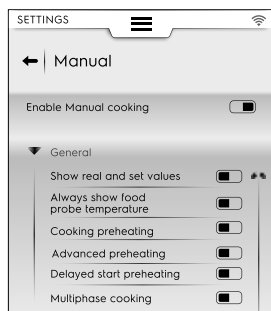 SETTINGS
Manual
Enable Manual cooking
General
Show real and set values
Always show food
probe temperature
Cooking preheating
Advanced preheating
Delayed start preheating
Multiphase cooking